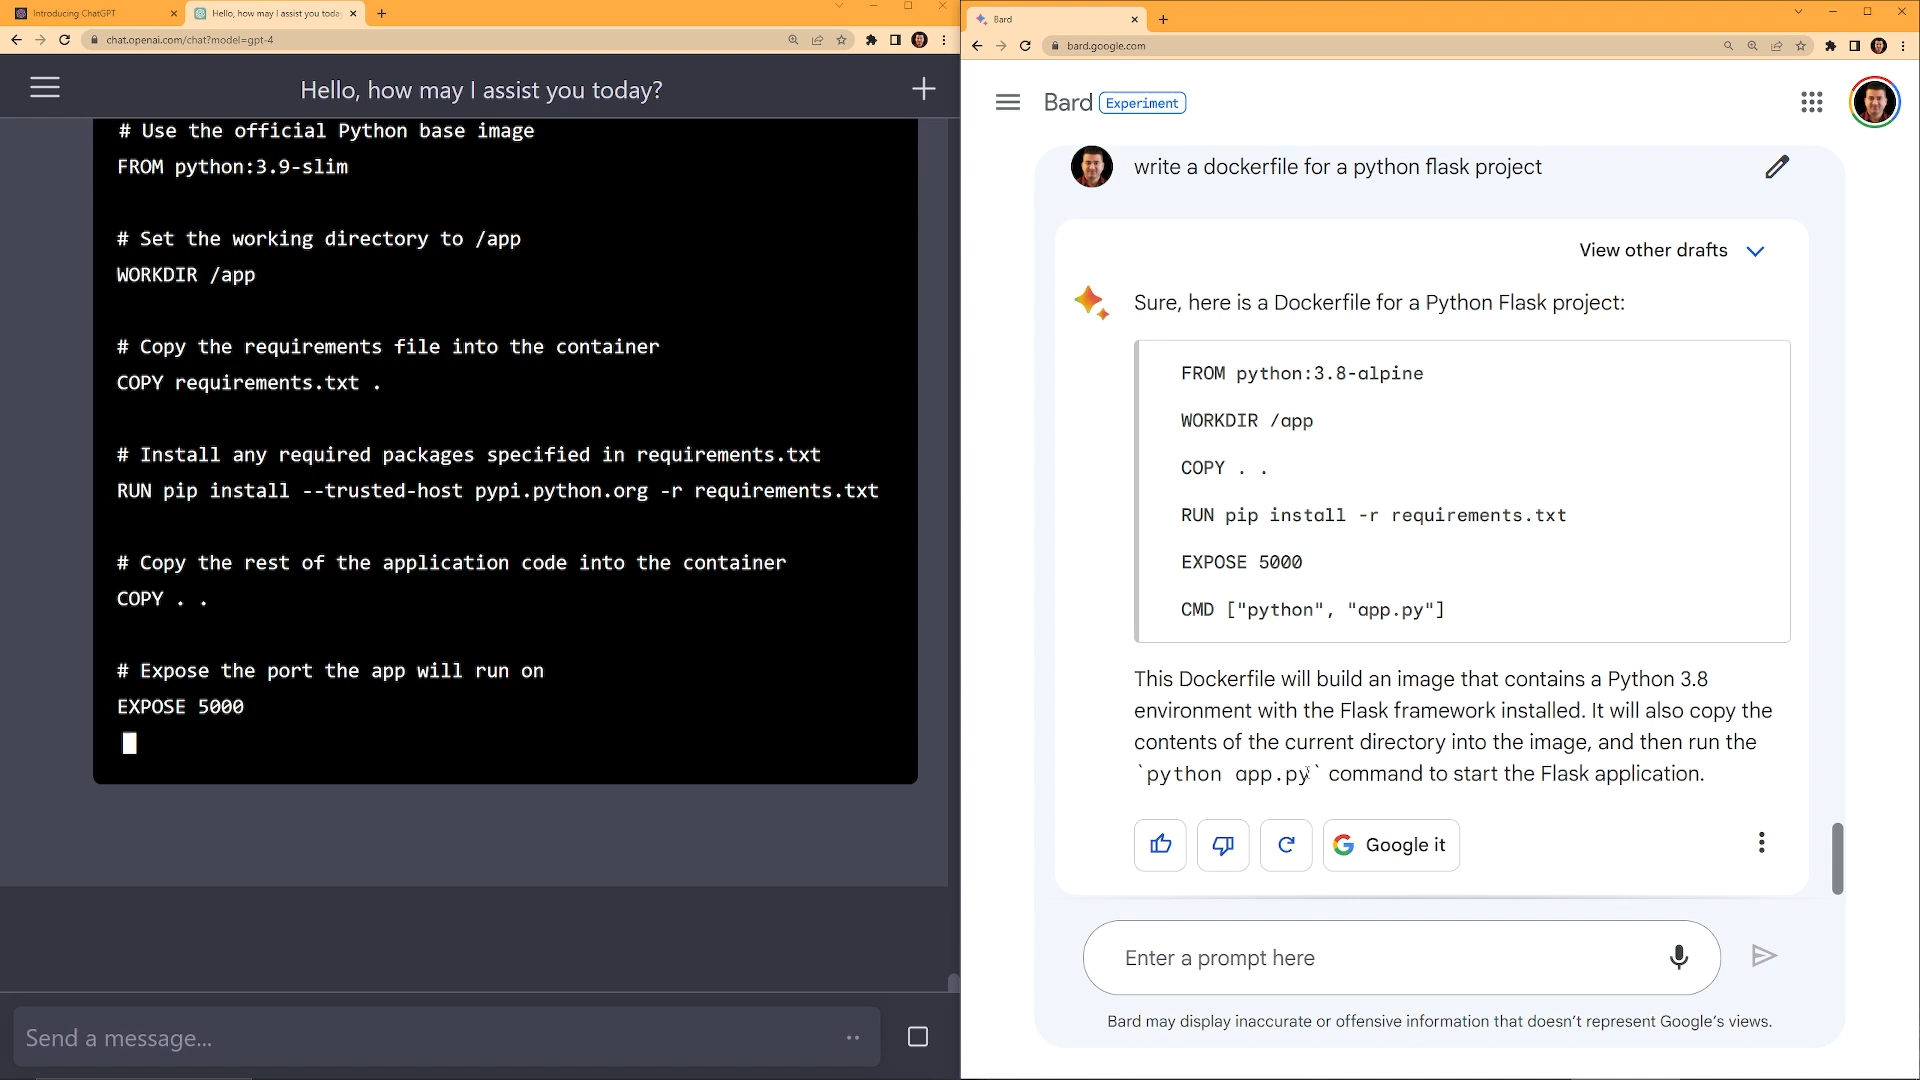 Introducing ChatGPT
Hello, how may I assist you toda
chat.openai.com/chat?model=gpt-4
Hello, how may I assist you today?
# Use the official Python base image
FROM python:3.9-slim
# Set the working directory to /app
WORKDIR /app
# Copy the requirements file into the container
COPY requirements.txt .
# Install any required packages specified in requirements.txt
RUN pip install --trusted-host pypi.python.org -r requirements.txt
# Copy the rest of the application code into the container
COPY . .
# Expose the port the app will run on
EXPOSE 5000
Send a message...
Bard
bard.google.com
Bard Experiment
write a dockerfile for a python flask project
View other drafts
Sure, here is a Dockerfile for a Python Flask project:
FROM python:3.8-alpine
WORKDIR /app
COPY . .
RUN pip install -r requirements.txt
EXPOSE 5000
CMD ["python", "app.py"]
This Dockerfile will build an image that contains a Python 3.8
environment with the Flask framework installed. It will also copy the
contents of the current directory into the image, and then run the
`python app.py` command to start the Flask application.
Google it
Enter a prompt here
Bard may display inaccurate or offensive information that doesn't represent Google's views.